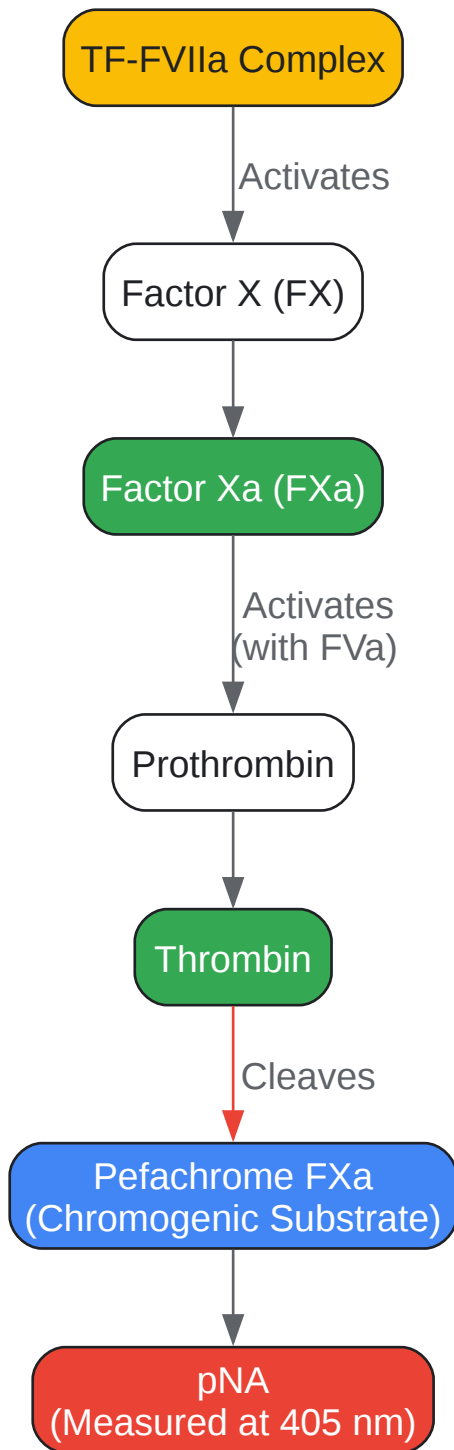 TF-FVIIa Complex
Activates
Factor X (FX)
Factor Xa (FXa)
Activates
(with FVa)
Prothrombin
Thrombin
Cleaves
Pefachrome FXa
(Chromogenic Substrate)
pNA
(Measured at 405 nm)